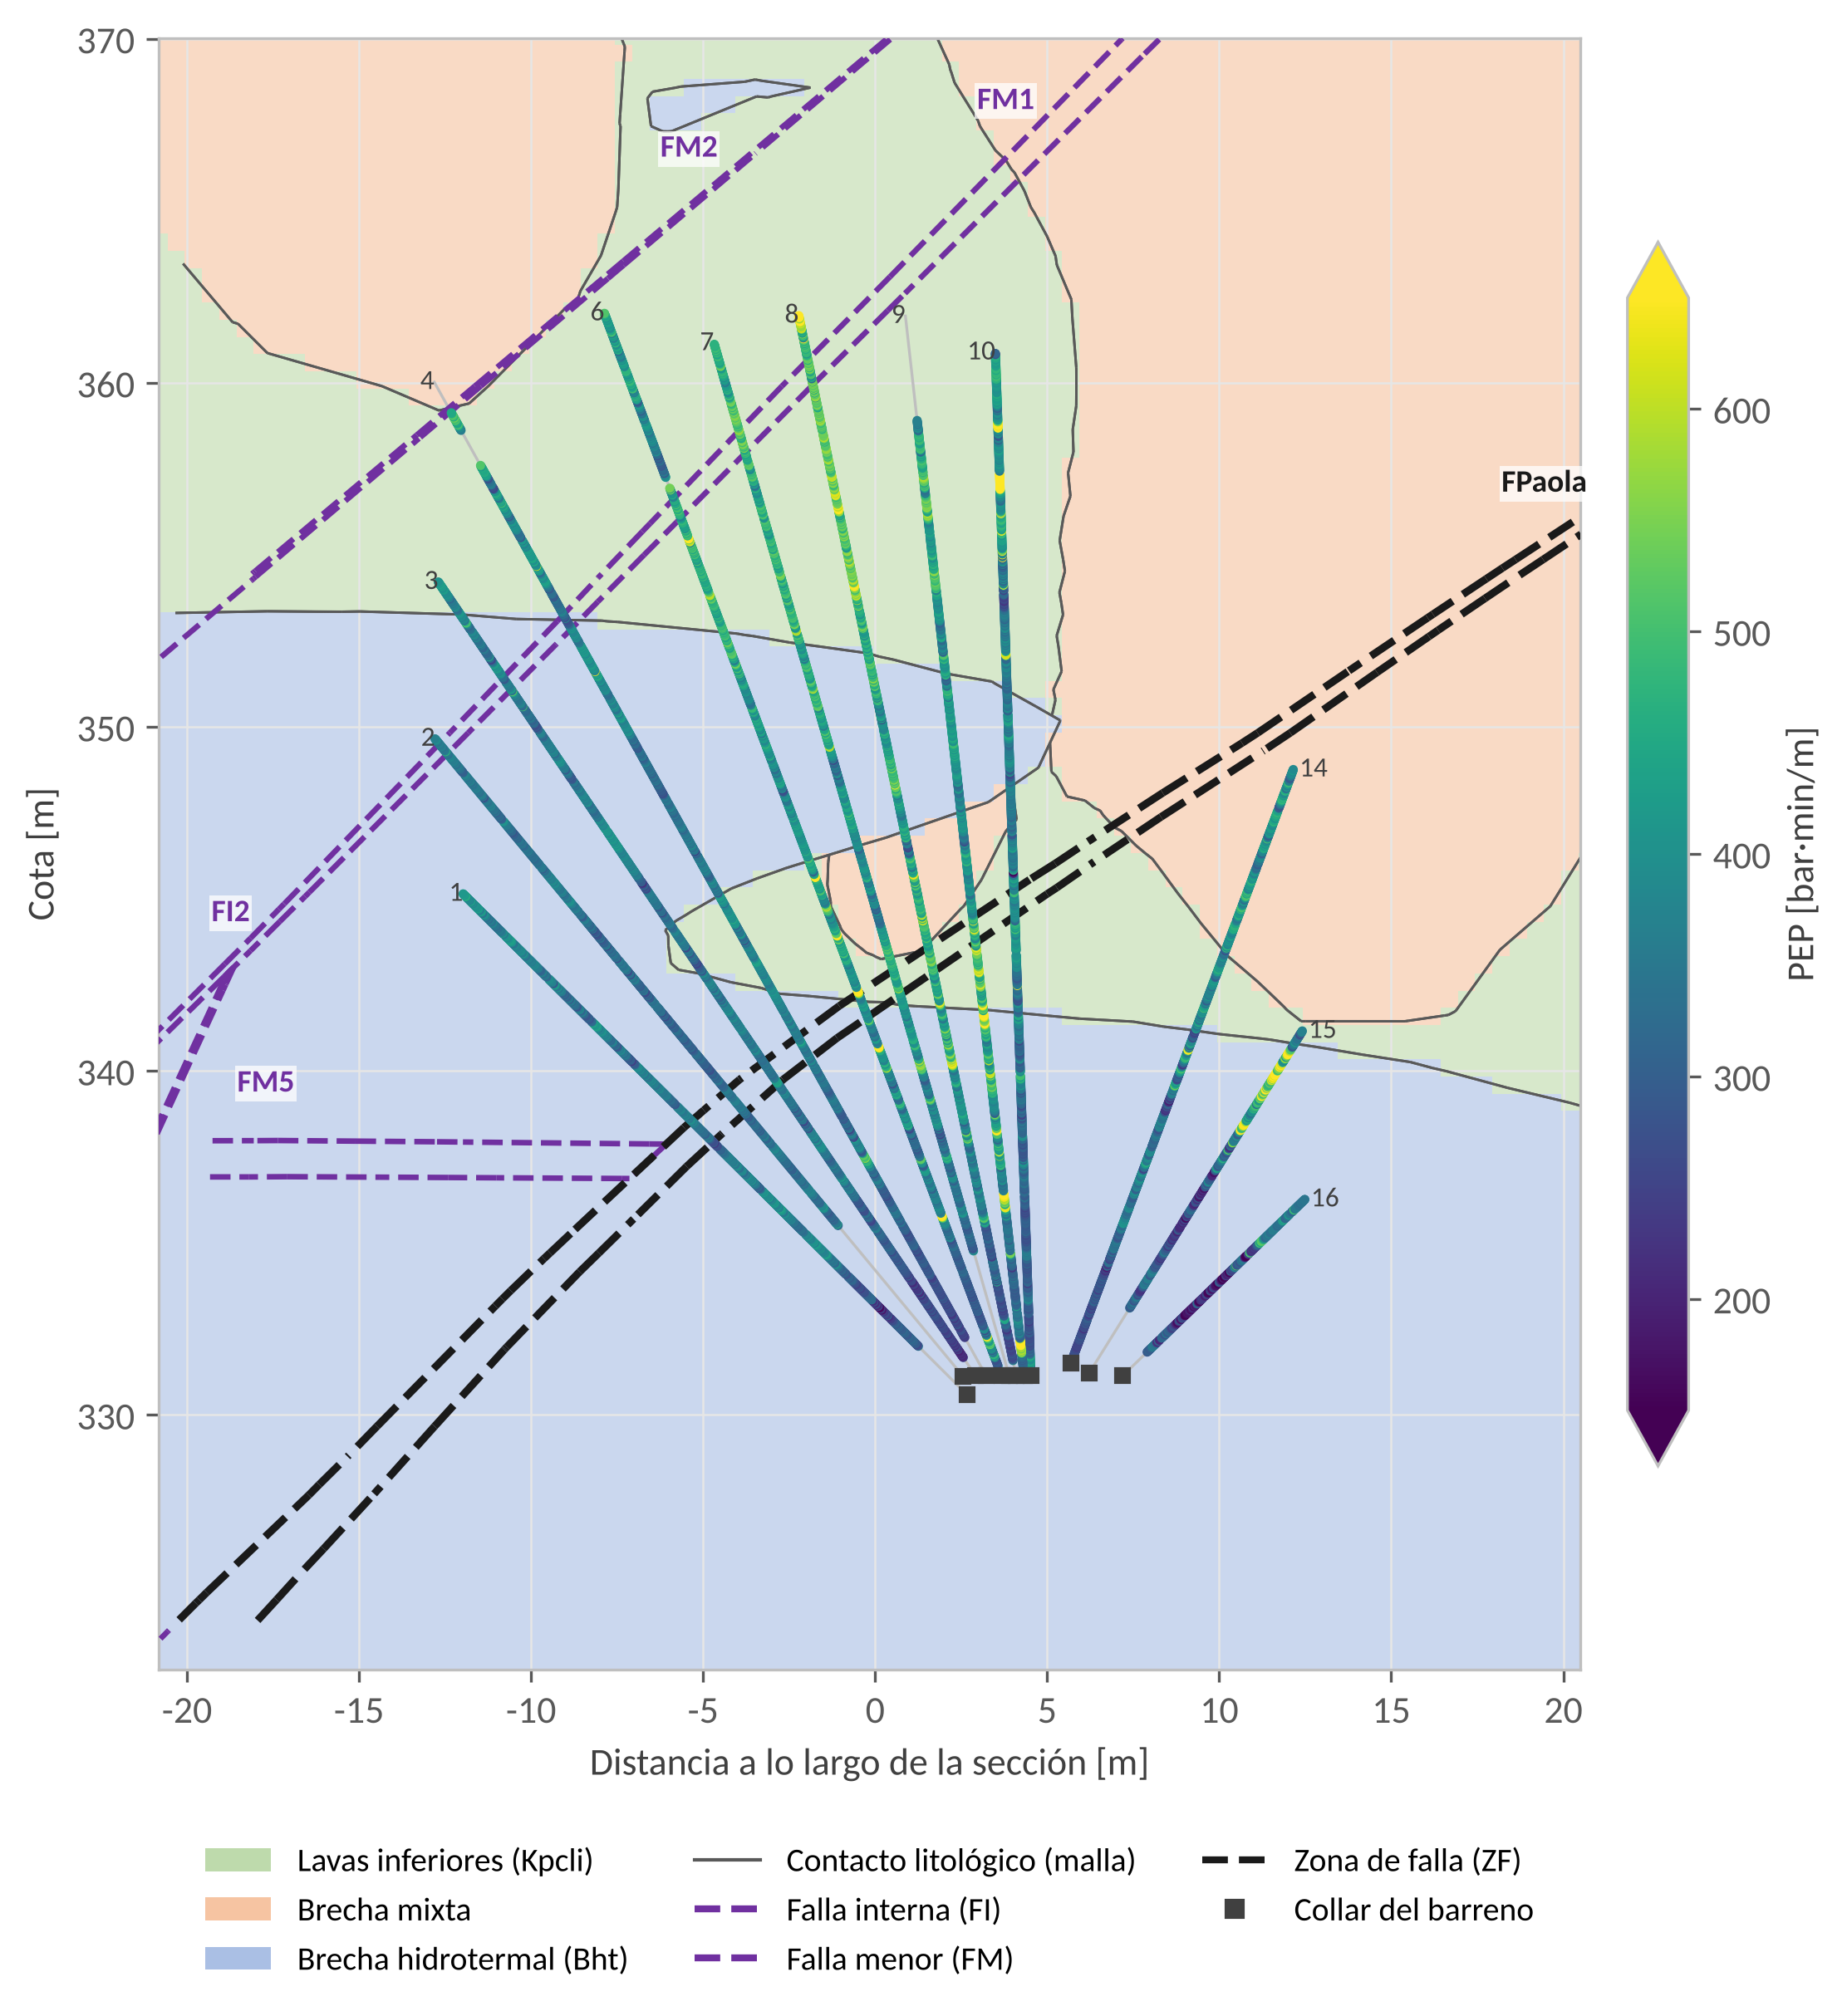 370
360
350
340
330
Cota [m]
FM1
FM2
FPaola
FI2
FM5
4
6
7
8
9
10
3
2
1
14
15
16
-20 -15 -10 -5 0 5 10 15 20
Distancia a lo largo de la sección [m]
600
500
400
300
200
PEP [bar·min/m]
Lavas inferiores (Kpcli)
Brecha mixta
Brecha hidrotermal (Bht)
Contacto litológico (malla)
Falla interna (FI)
Falla menor (FM)
Zona de falla (ZF)
Collar del barreno